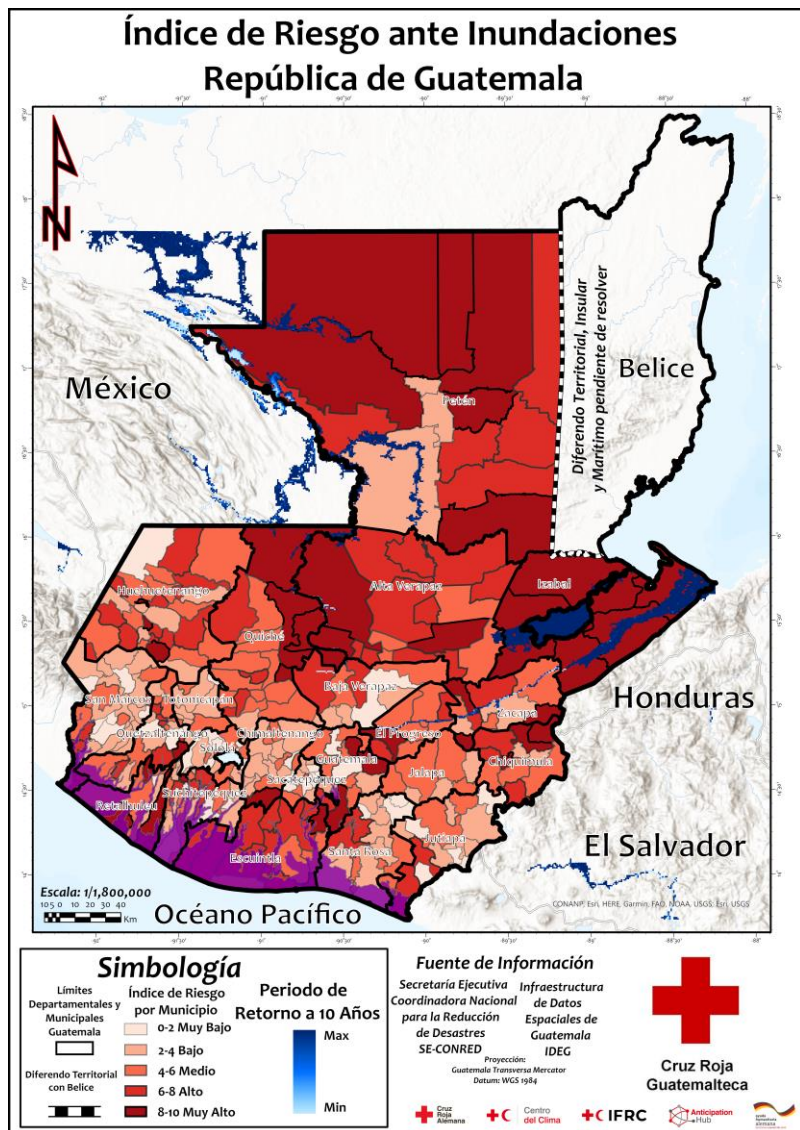 Índice de Riesgo ante Inundaciones
República de Guatemala
N
México
Belice
Diferendo Territorial, Insular
y Marítimo pendiente de resolver
Petén
Huehuetenango
Alta Verapaz
Izabal
Quiché
Baja Verapaz
San Marcos
Totonicapán
Zacapa
Honduras
Quetzaltenango
Sololá
Chimaltenango
El Progreso
Guatemala
Chiquimula
Sacatepéquez
Jalapa
Retalhuleu
Suchitepéquez
Jutiapa
Escuintla
Santa Rosa
El Salvador
Escala: 1/1,800,000
10 5 0 10 20 30 40
Km
Océano Pacífico
CONANP, Esri, HERE, Garmin, FAO, NOAA, USGS, Esri, USGS
Simbología
Límites
Departamentales y
Municipales
Guatemala
Diferendo Territorial
con Belice
Índice de Riesgo
por Municipio
0-2 Muy Bajo
2-4 Bajo
4-6 Medio
6-8 Alto
8-10 Muy Alto
Periodo de
Retorno a 10 Años
Max
Min
Fuente de Información
Secretaría Ejecutiva
Coordinadora Nacional
para la Reducción
de Desastres
SE-CONRED
Infraestructura
de Datos
Espaciales de
Guatemala
IDEG
Proyección:
Guatemala Transversa Mercator
Datum: WGS 1984
Cruz Roja
Guatemalteca
Cruz
Roja
Alemana
Centro
del Clima
IFRC
Anticipation
Hub